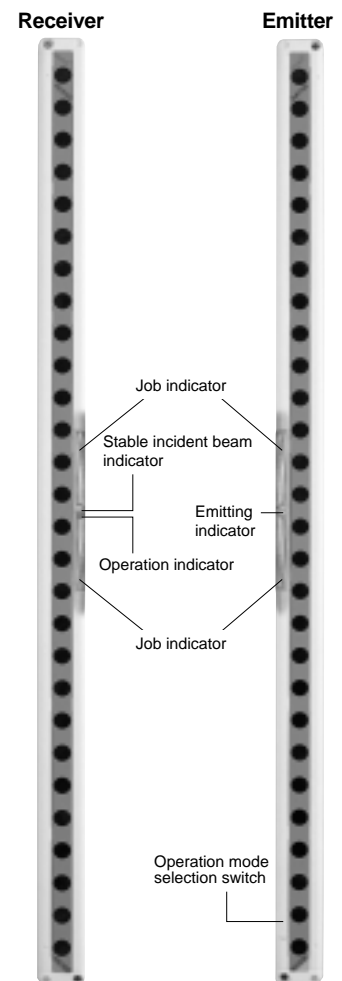 Receiver
Emitter
Job indicator
Stable incident beam
indicator
Emitting
indicator
Operation indicator
Job indicator
Operation mode
selection switch